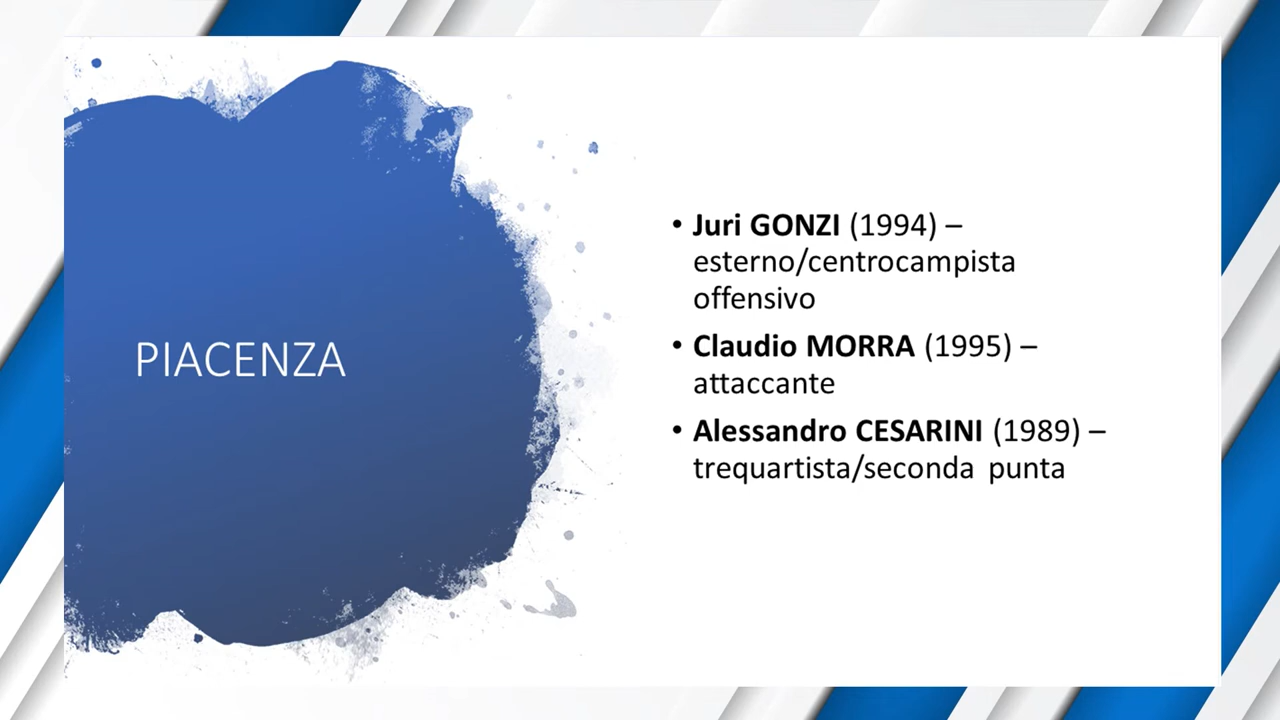 PIACENZA
• Juri GONZI (1994) –
esterno/centrocampista
offensivo
• Claudio MORRA (1995) –
attaccante
• Alessandro CESARINI (1989) –
trequartista/seconda punta